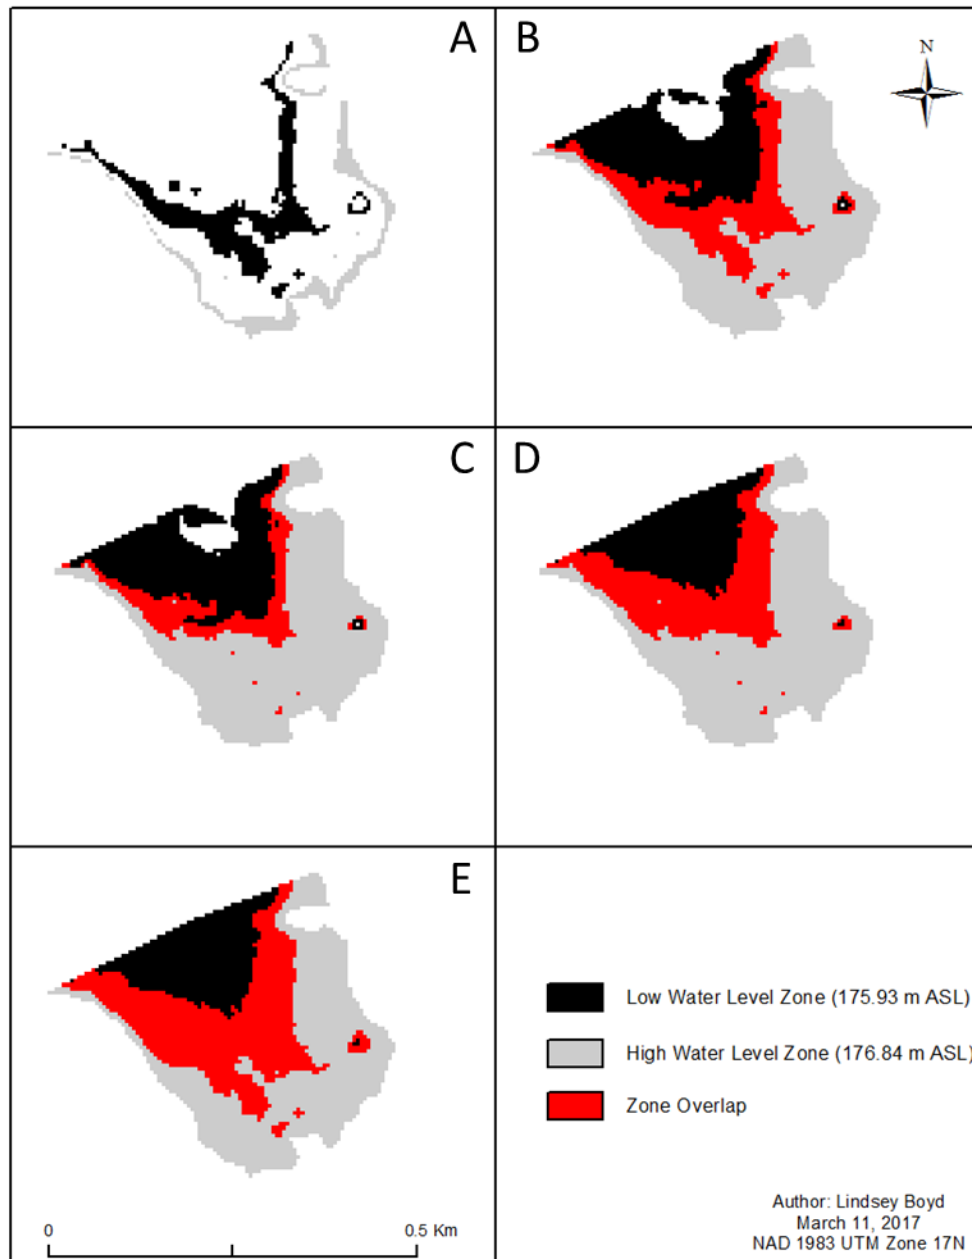 A
B
N
C
D
E
Low Water Level Zone (175.93 m ASL)
High Water Level Zone (176.84 m ASL)
Zone Overlap
0
0.5 Km
Author: Lindsey Boyd
March 11, 2017
NAD 1983 UTM Zone 17N